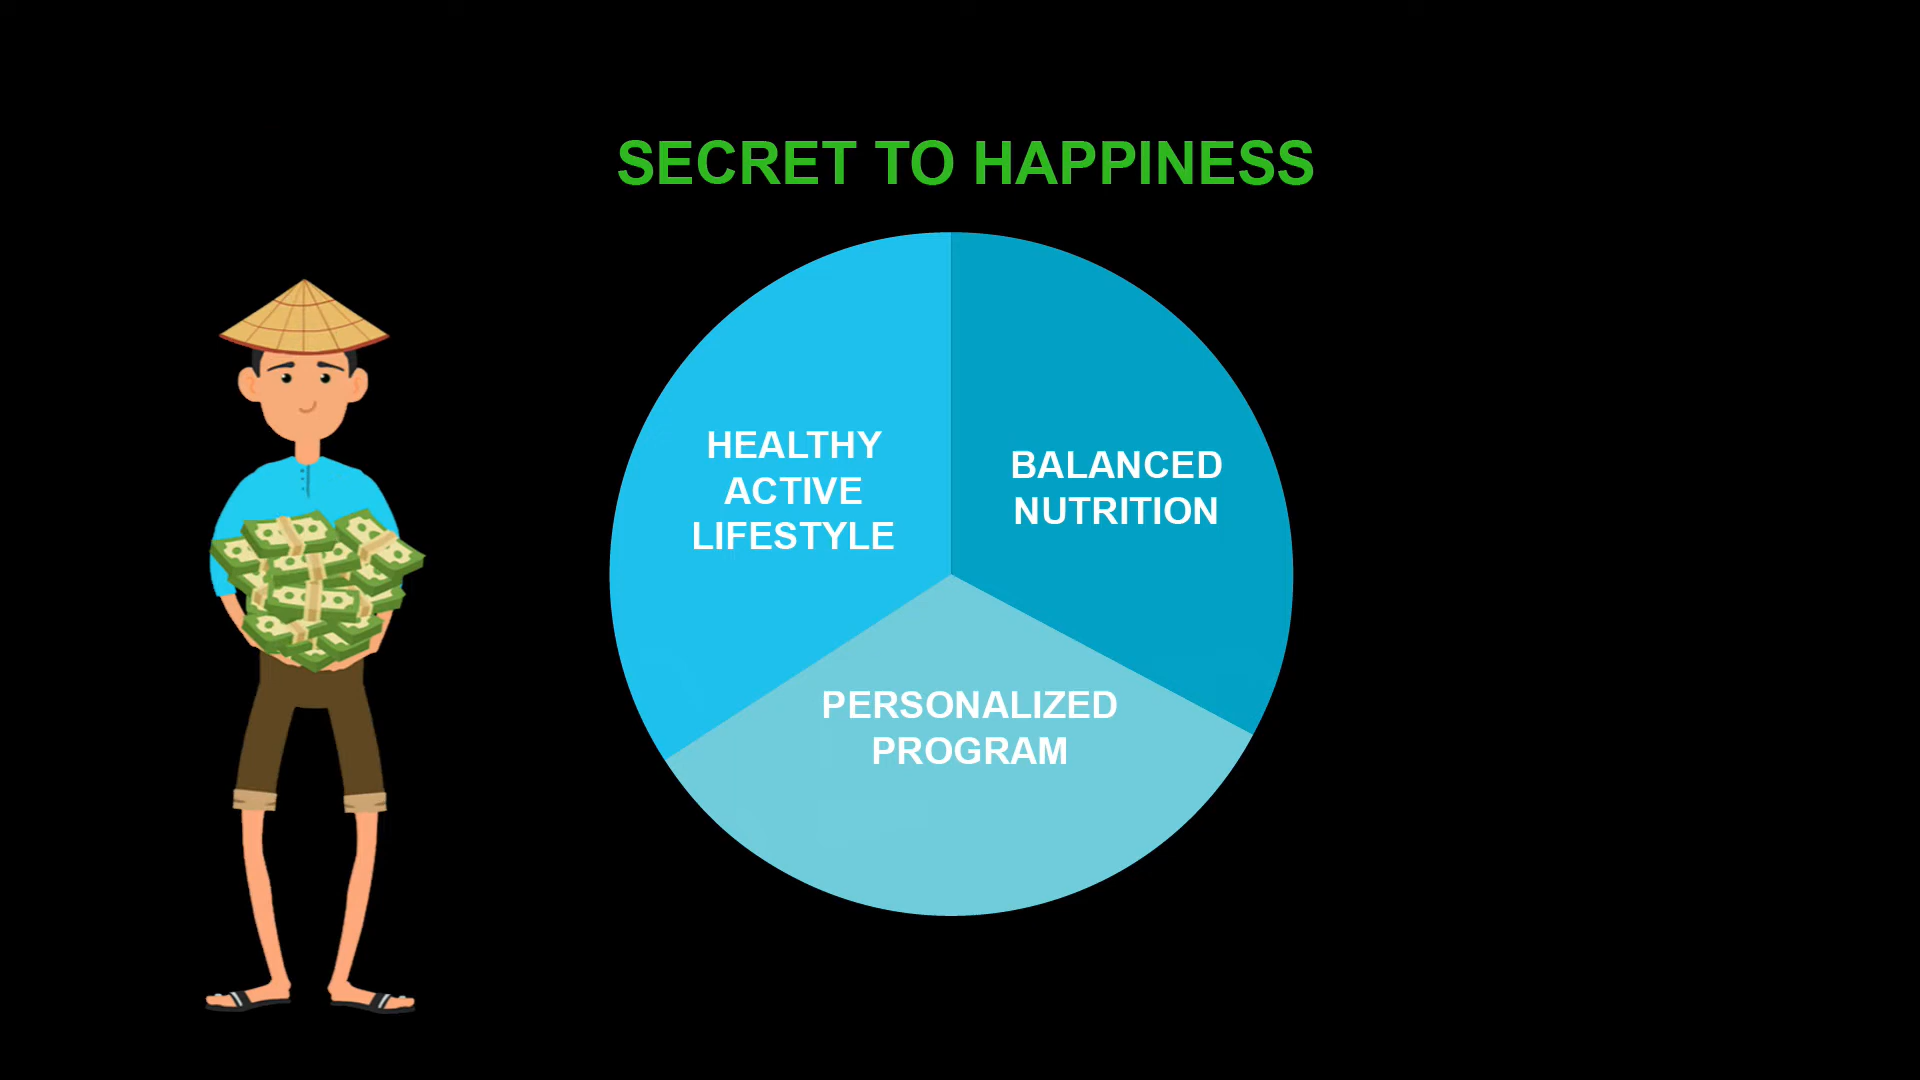 SECRET TO HAPPINESS
HEALTHY
ACTIVE
LIFESTYLE
BALANCED
NUTRITION
PERSONALIZED
PROGRAM